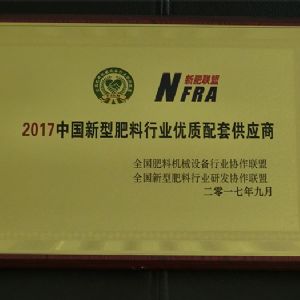 新肥联盟
NFRA
2017中国新型肥料行业优质配套供应商
全国肥料机械设备行业协作联盟
全国新型肥料行业研发协作联盟
二零一七年九月